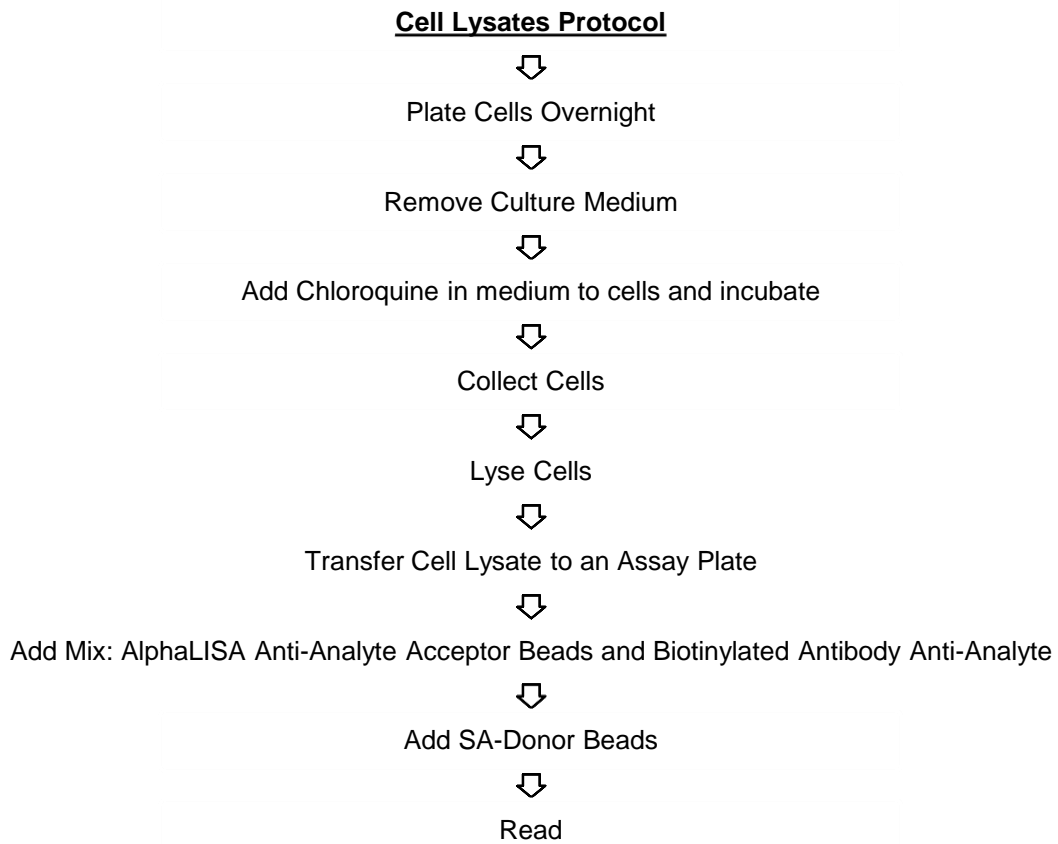 Cell Lysates Protocol
Plate Cells Overnight
Remove Culture Medium
Add Chloroquine in medium to cells and incubate
Collect Cells
Lyse Cells
Transfer Cell Lysate to an Assay Plate
Add Mix: AlphaLISA Anti-Analyte Acceptor Beads and Biotinylated Antibody Anti-Analyte
Add SA-Donor Beads
Read